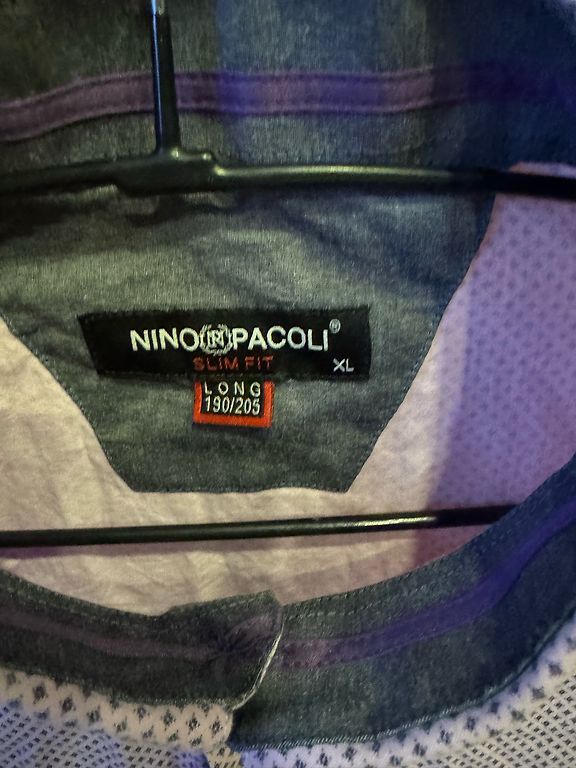 NINO N PACOLI®
SLIM FIT
XL
LONG
190/205